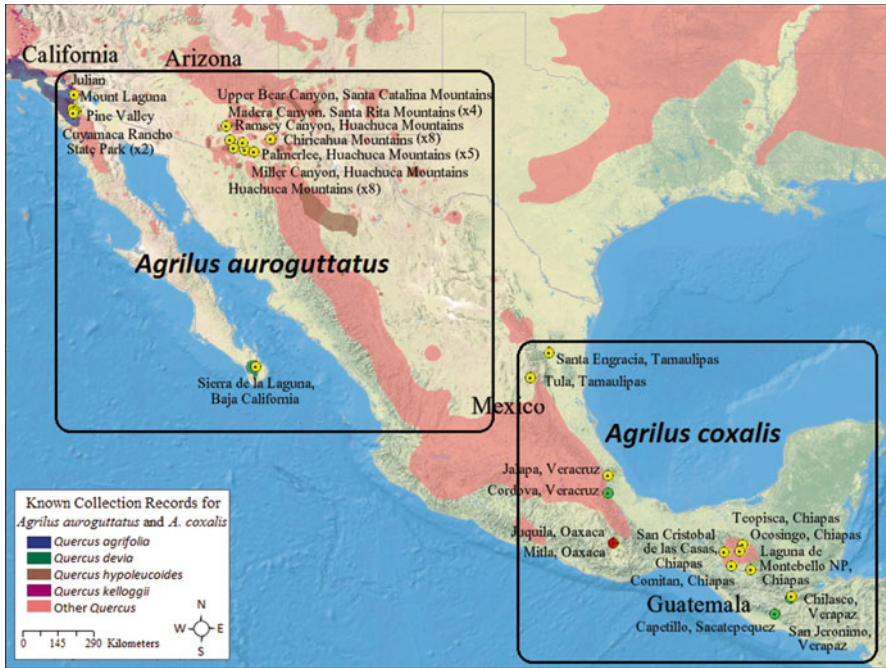 California
Arizona
Julian
Mount Laguna
Pine Valley
Cuyamaca Rancho
State Park (x2)
Upper Bear Canyon, Santa Catalina Mountains
Madera Canyon, Santa Rita Mountains (x4)
Ramsey Canyon, Huachuca Mountains
Chiricahua Mountains (x8)
Palmerlee, Huachuca Mountains (x5)
Miller Canyon, Huachuca Mountains
Huachuca Mountains (x8)
Agrilus auroguttatus
Sierra de la Laguna,
Baja California
Santa Engracia, Tamaulipas
Tula, Tamaulipas
Mexico
Agrilus coxalis
Jalapa, Veracruz
Cordova, Veracruz
Juquila, Oaxaca
Mitla, Oaxaca
San Cristobal
de las Casas,
Chiapas
Comitan, Chiapas
Teopisca, Chiapas
Ocosingo, Chiapas
Laguna de
Montebello NP,
Chiapas
Guatemala
Chilasco,
Verapaz
Capetillo, Sacatepequez
San Jeronimo,
Verapaz
Known Collection Records for
Agrilus auroguttatus and A. coxalis
Quercus agrifolia
Quercus devia
Quercus hypoleucoides
Quercus kelloggii
Other Quercus
0 145 290 Kilometers
N
W E
S